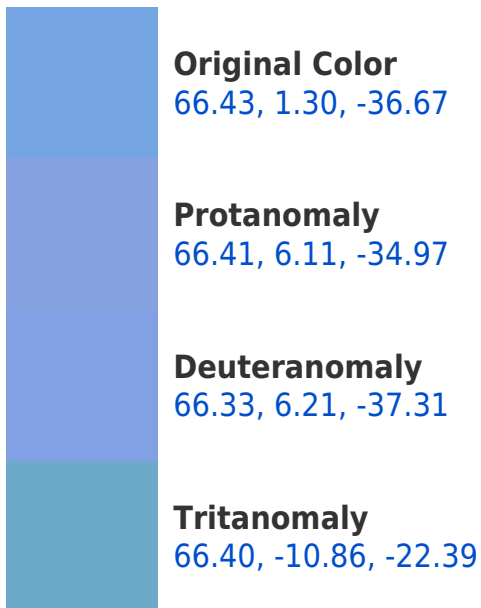 Original Color
66.43, 1.30, -36.67
Protanomaly
66.41, 6.11, -34.97
Deuteranomaly
66.33, 6.21, -37.31
Tritanomaly
66.40, -10.86, -22.39